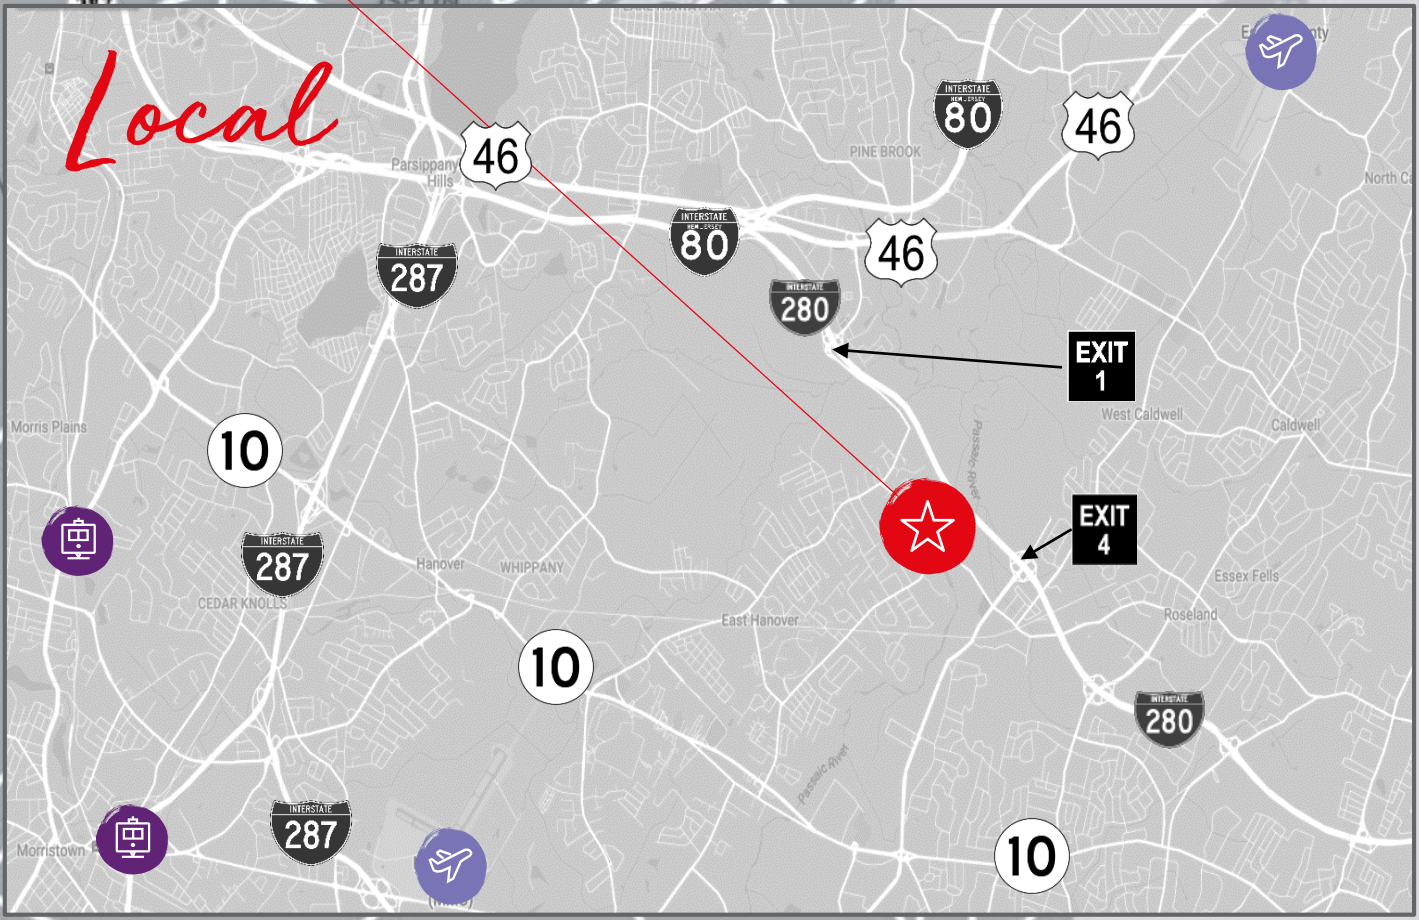 Local
INTERSTATE
80
46
46
PINE BROOK
Parsippany
Hills
46
INTERSTATE
80
46
INTERSTATE
287
INTERSTATE
280
EXIT
1
West Caldwell
Caldwell
Morris Plains
10
Passaic River
EXIT
4
INTERSTATE
287
Hanover
WHIPPANY
Essex Fells
CEDAR KNOLLS
East Hanover
Roseland
10
INTERSTATE
280
Passaic River
INTERSTATE
287
Morristown
10